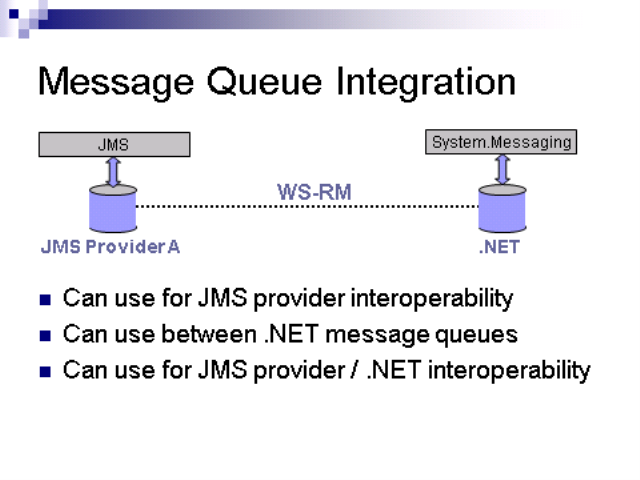 Message Queue Integration
JMS
System.Messaging
WS-RM
JMS Provider A
.NET
Can use for JMS provider interoperability
Can use between .NET message queues
Can use for JMS provider / .NET interoperability